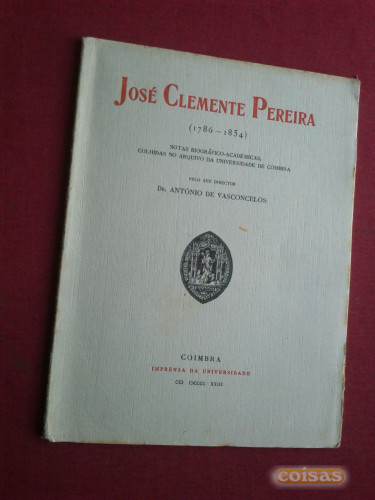 JOSÉ CLEMENTE PEREIRA
(1786-1854)
NOTAS BIOGRÁFICO-ACADÉMICAS,
COLHIDAS NO ARQUIVO DA UNIVERSIDADE DE COIMBRA
PELO SEU DIRECTOR
DR. ANTÓNIO DE VASCONCELOS
COIMBRA
IMPRENSA DA UNIVERSIDADE
coisas